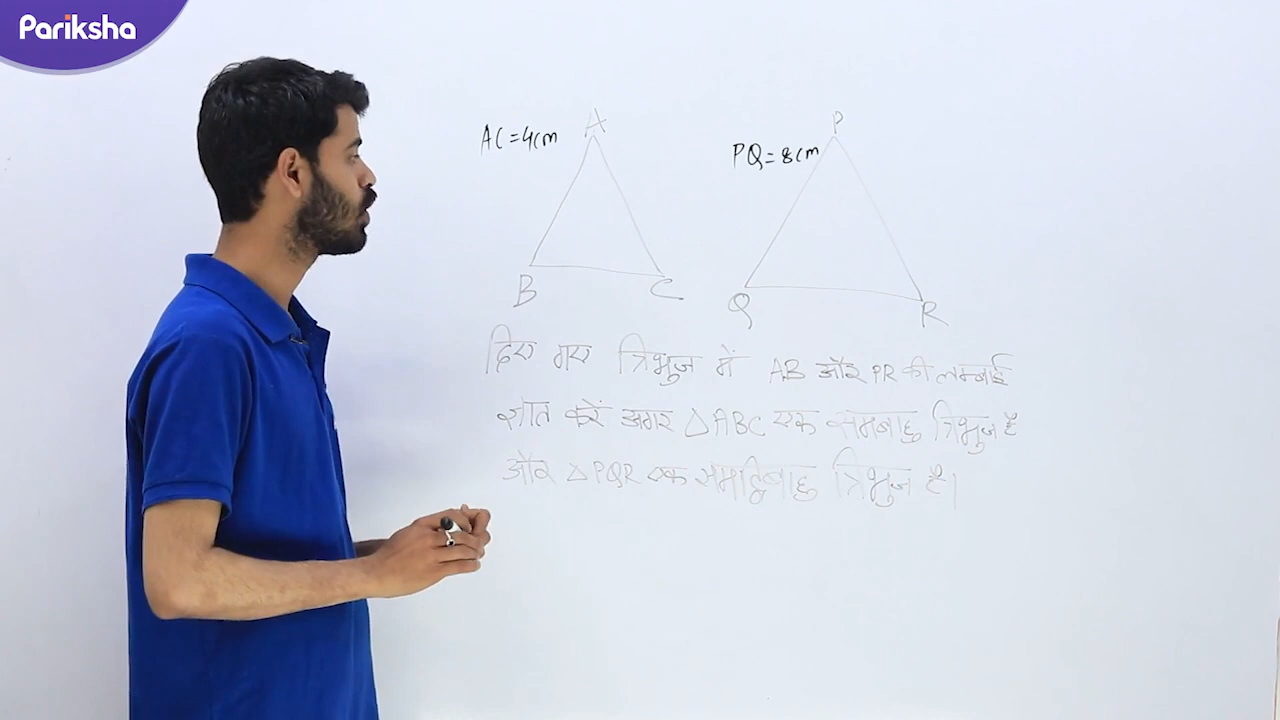 Pariksha
AC=4cm
A
B
C
PQ=8cm
P
Q
R
दिए गए त्रिभुज में AB और PR की लम्बाई
ज्ञात करें अगर △ABC एक समबाहु त्रिभुज है
और △PQR एक समद्विबाहु त्रिभुज है।